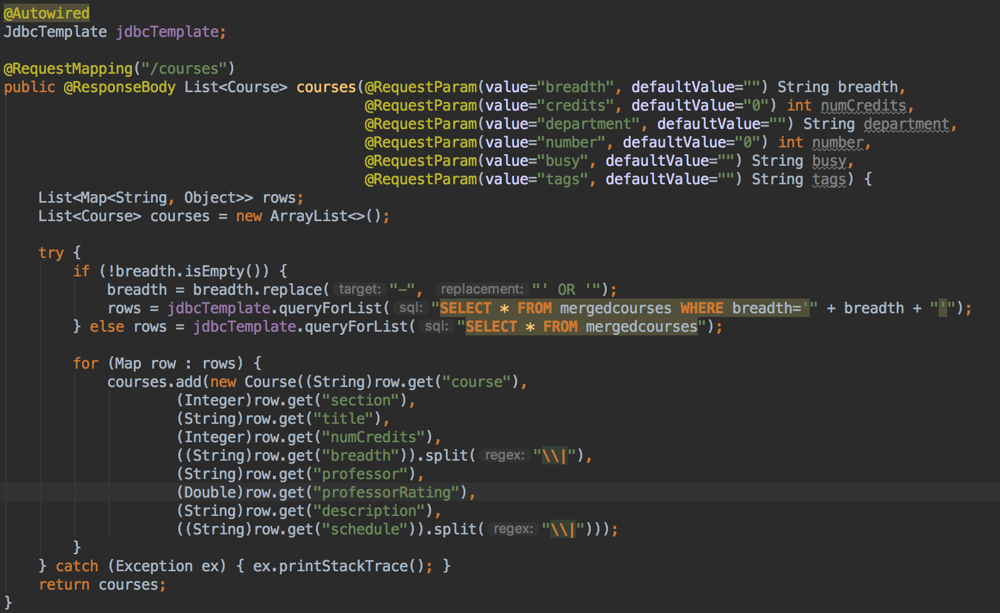 @Autowired
JdbcTemplate jdbcTemplate;
@RequestMapping("/courses")
public @ResponseBody List<Course> courses(@RequestParam(value="breadth", defaultValue="") String breadth,
@RequestParam(value="credits", defaultValue="0") int numCredits,
@RequestParam(value="department", defaultValue="") String department,
@RequestParam(value="number", defaultValue="0") int number,
@RequestParam(value="busy", defaultValue="") String busy,
@RequestParam(value="tags", defaultValue="") String tags) {
List<Map<String, Object>> rows;
List<Course> courses = new ArrayList<>();
try {
if (!breadth.isEmpty()) {
breadth = breadth.replace( target: "-", replacement: "' OR '");
rows = jdbcTemplate.queryForList( sql: "SELECT * FROM mergedcourses WHERE breadth='" + breadth + "'");
} else rows = jdbcTemplate.queryForList( sql: "SELECT * FROM mergedcourses");
for (Map row : rows) {
courses.add(new Course((String)row.get("course"),
(Integer)row.get("section"),
(String)row.get("title"),
(Integer)row.get("numCredits"),
((String)row.get("breadth")).split( regex: "\\|"),
(String)row.get("professor"),
(Double)row.get("professorRating"),
(String)row.get("description"),
((String)row.get("schedule")).split( regex: "\\|")));
}
} catch (Exception ex) { ex.printStackTrace(); }
return courses;
}